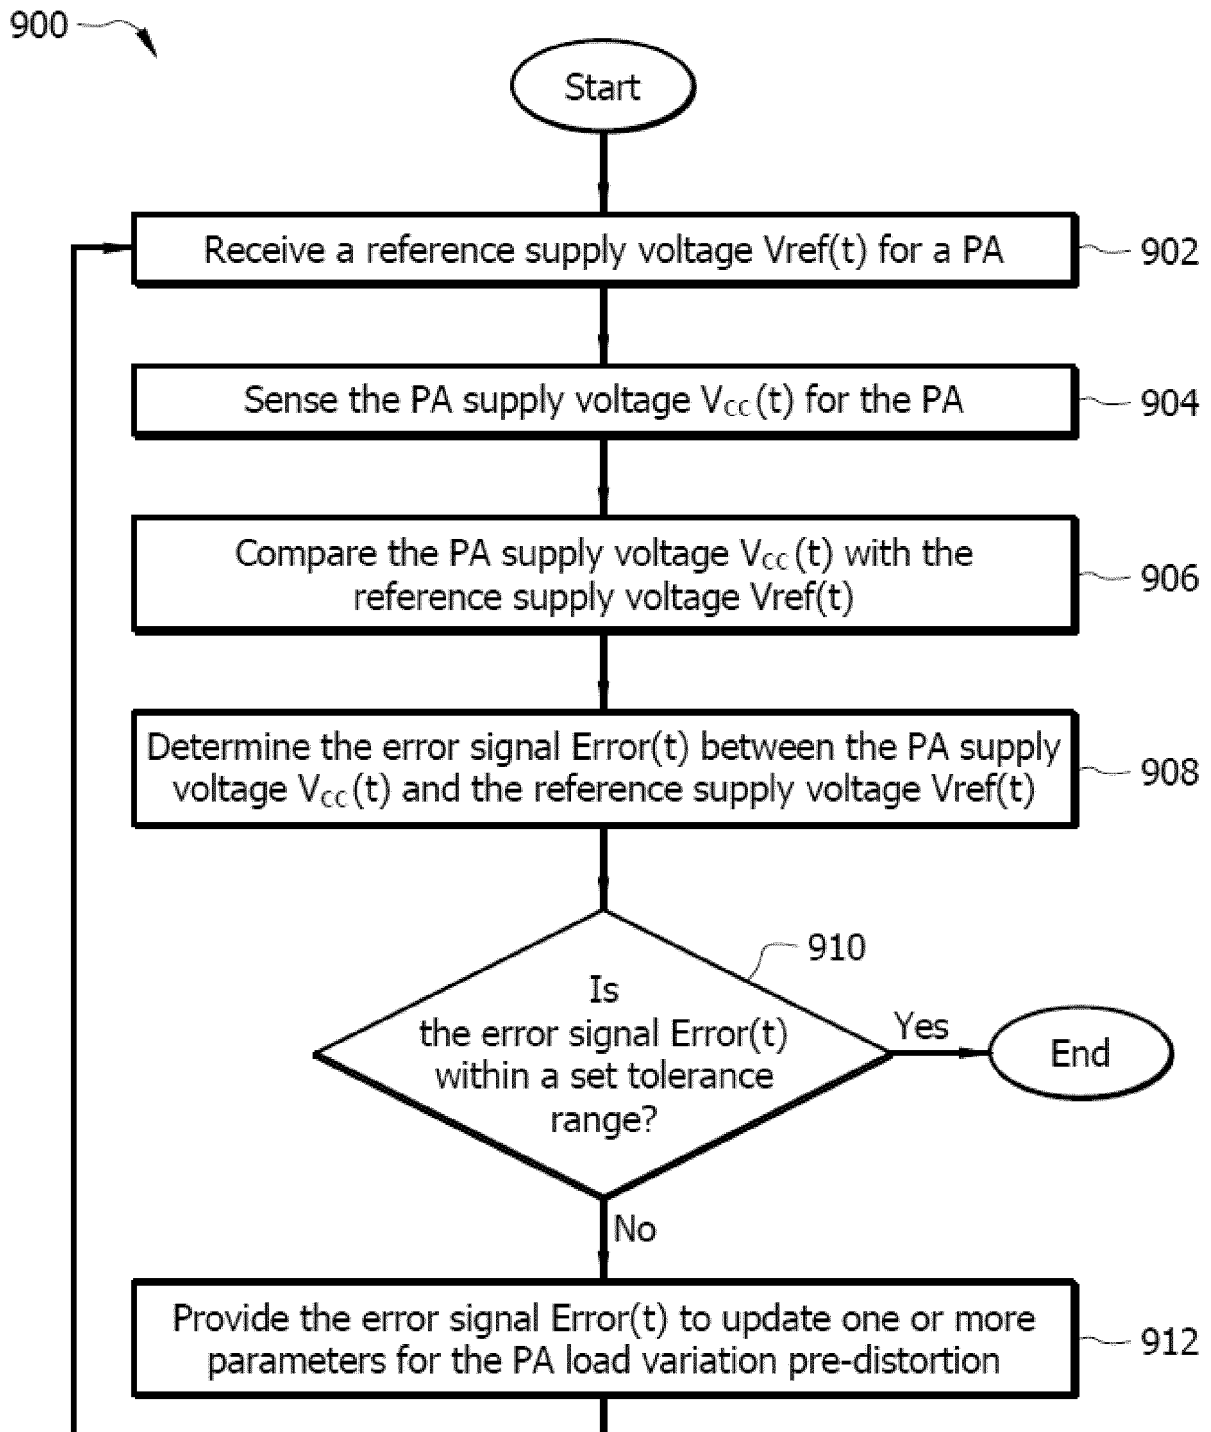 900
Start
Receive a reference supply voltage Vref(t) for a PA
902
Sense the PA supply voltage Vcc(t) for the PA
904
Compare the PA supply voltage Vcc(t) with the
reference supply voltage Vref(t)
906
Determine the error signal Error(t) between the PA supply
voltage Vcc(t) and the reference supply voltage Vref(t)
908
910
Is
the error signal Error(t)
within a set tolerance
range?
Yes
End
No
Provide the error signal Error(t) to update one or more
parameters for the PA load variation pre-distortion
912